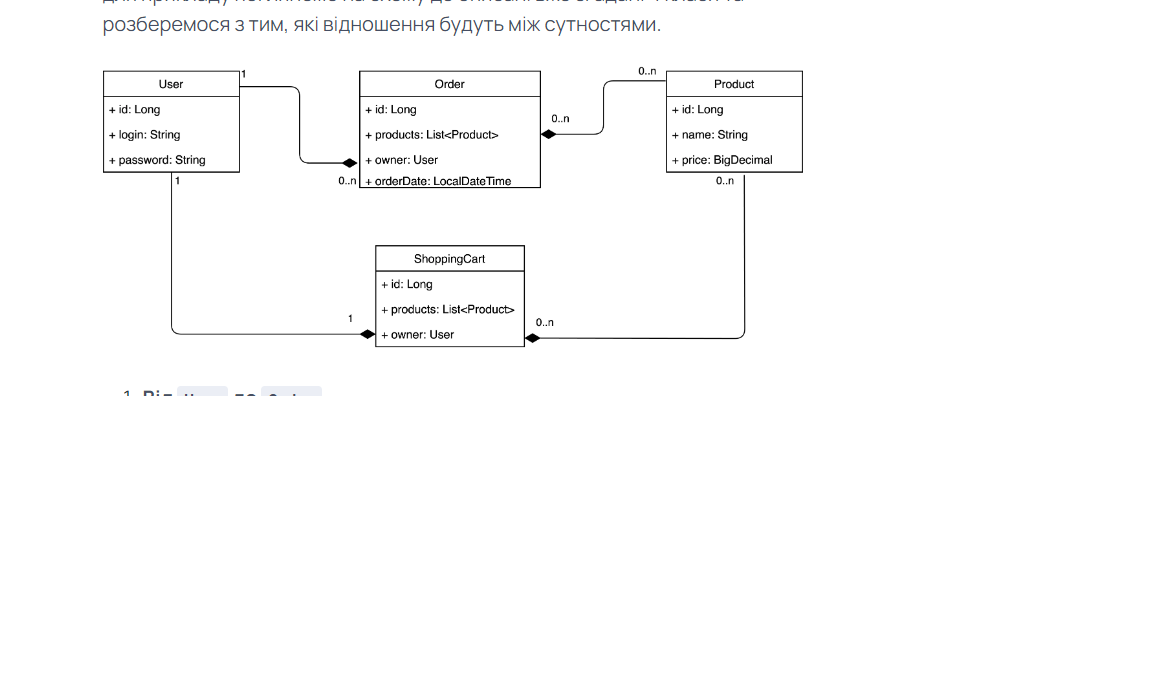 розберемося з тим, які відношення будуть між сутностями.
User
+ id: Long
+ login: String
+ password: String
1
1
Order
+ id: Long
+ products: List<Product>
+ owner: User
+ orderDate: LocalDateTime
0..n
0..n
0..n
Product
+ id: Long
+ name: String
+ price: BigDecimal
0..n
ShoppingCart
+ id: Long
+ products: List<Product>
+ owner: User
1
0..n
1. Від